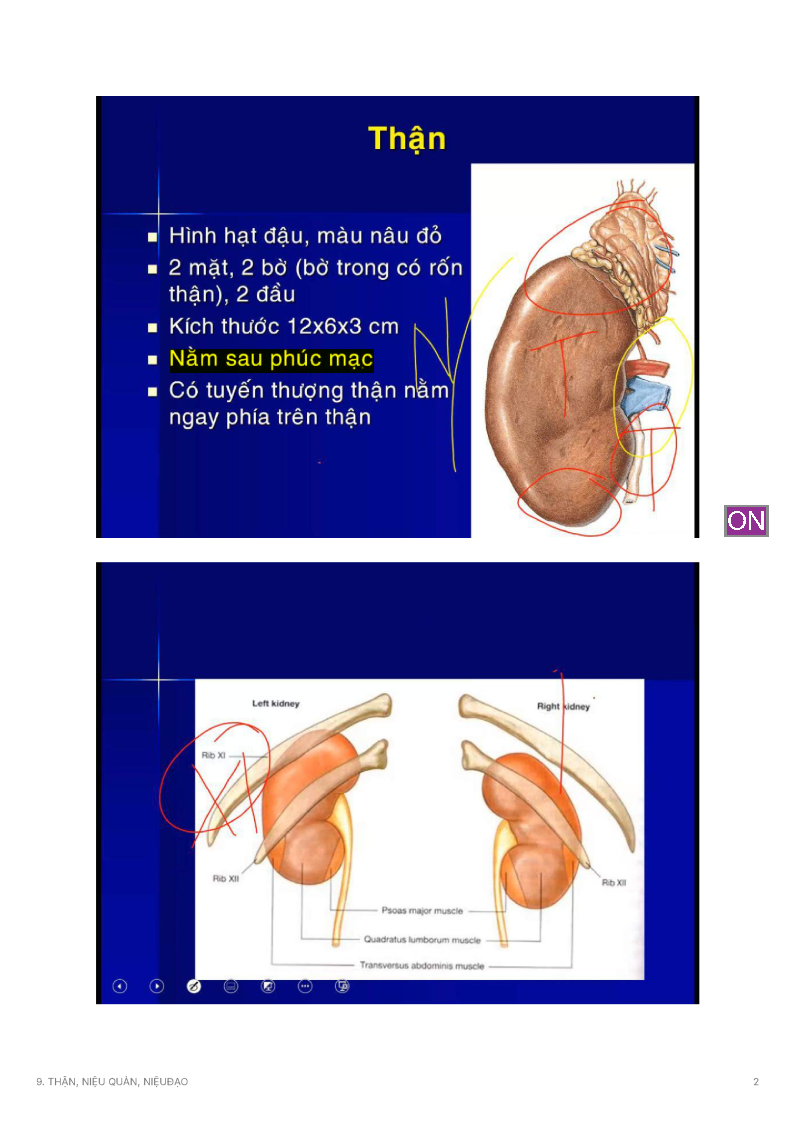 Thận
Hình hạt đậu, màu nâu đỏ
2 mặt, 2 bờ (bờ trong có rốn
thận), 2 đầu
Kích thước 12x6x3 cm
Nằm sau phúc mạc
Có tuyến thượng thận nằm
ngay phía trên thận
T
T
ON
Left kidney
Right kidney
Rib XI
XI
Rib XII
Rib XII
Psoas major muscle
Quadratus lumborum muscle
Transversus abdominis muscle
9. THẬN, NIỆU QUẢN, NIỆUĐẠO
2